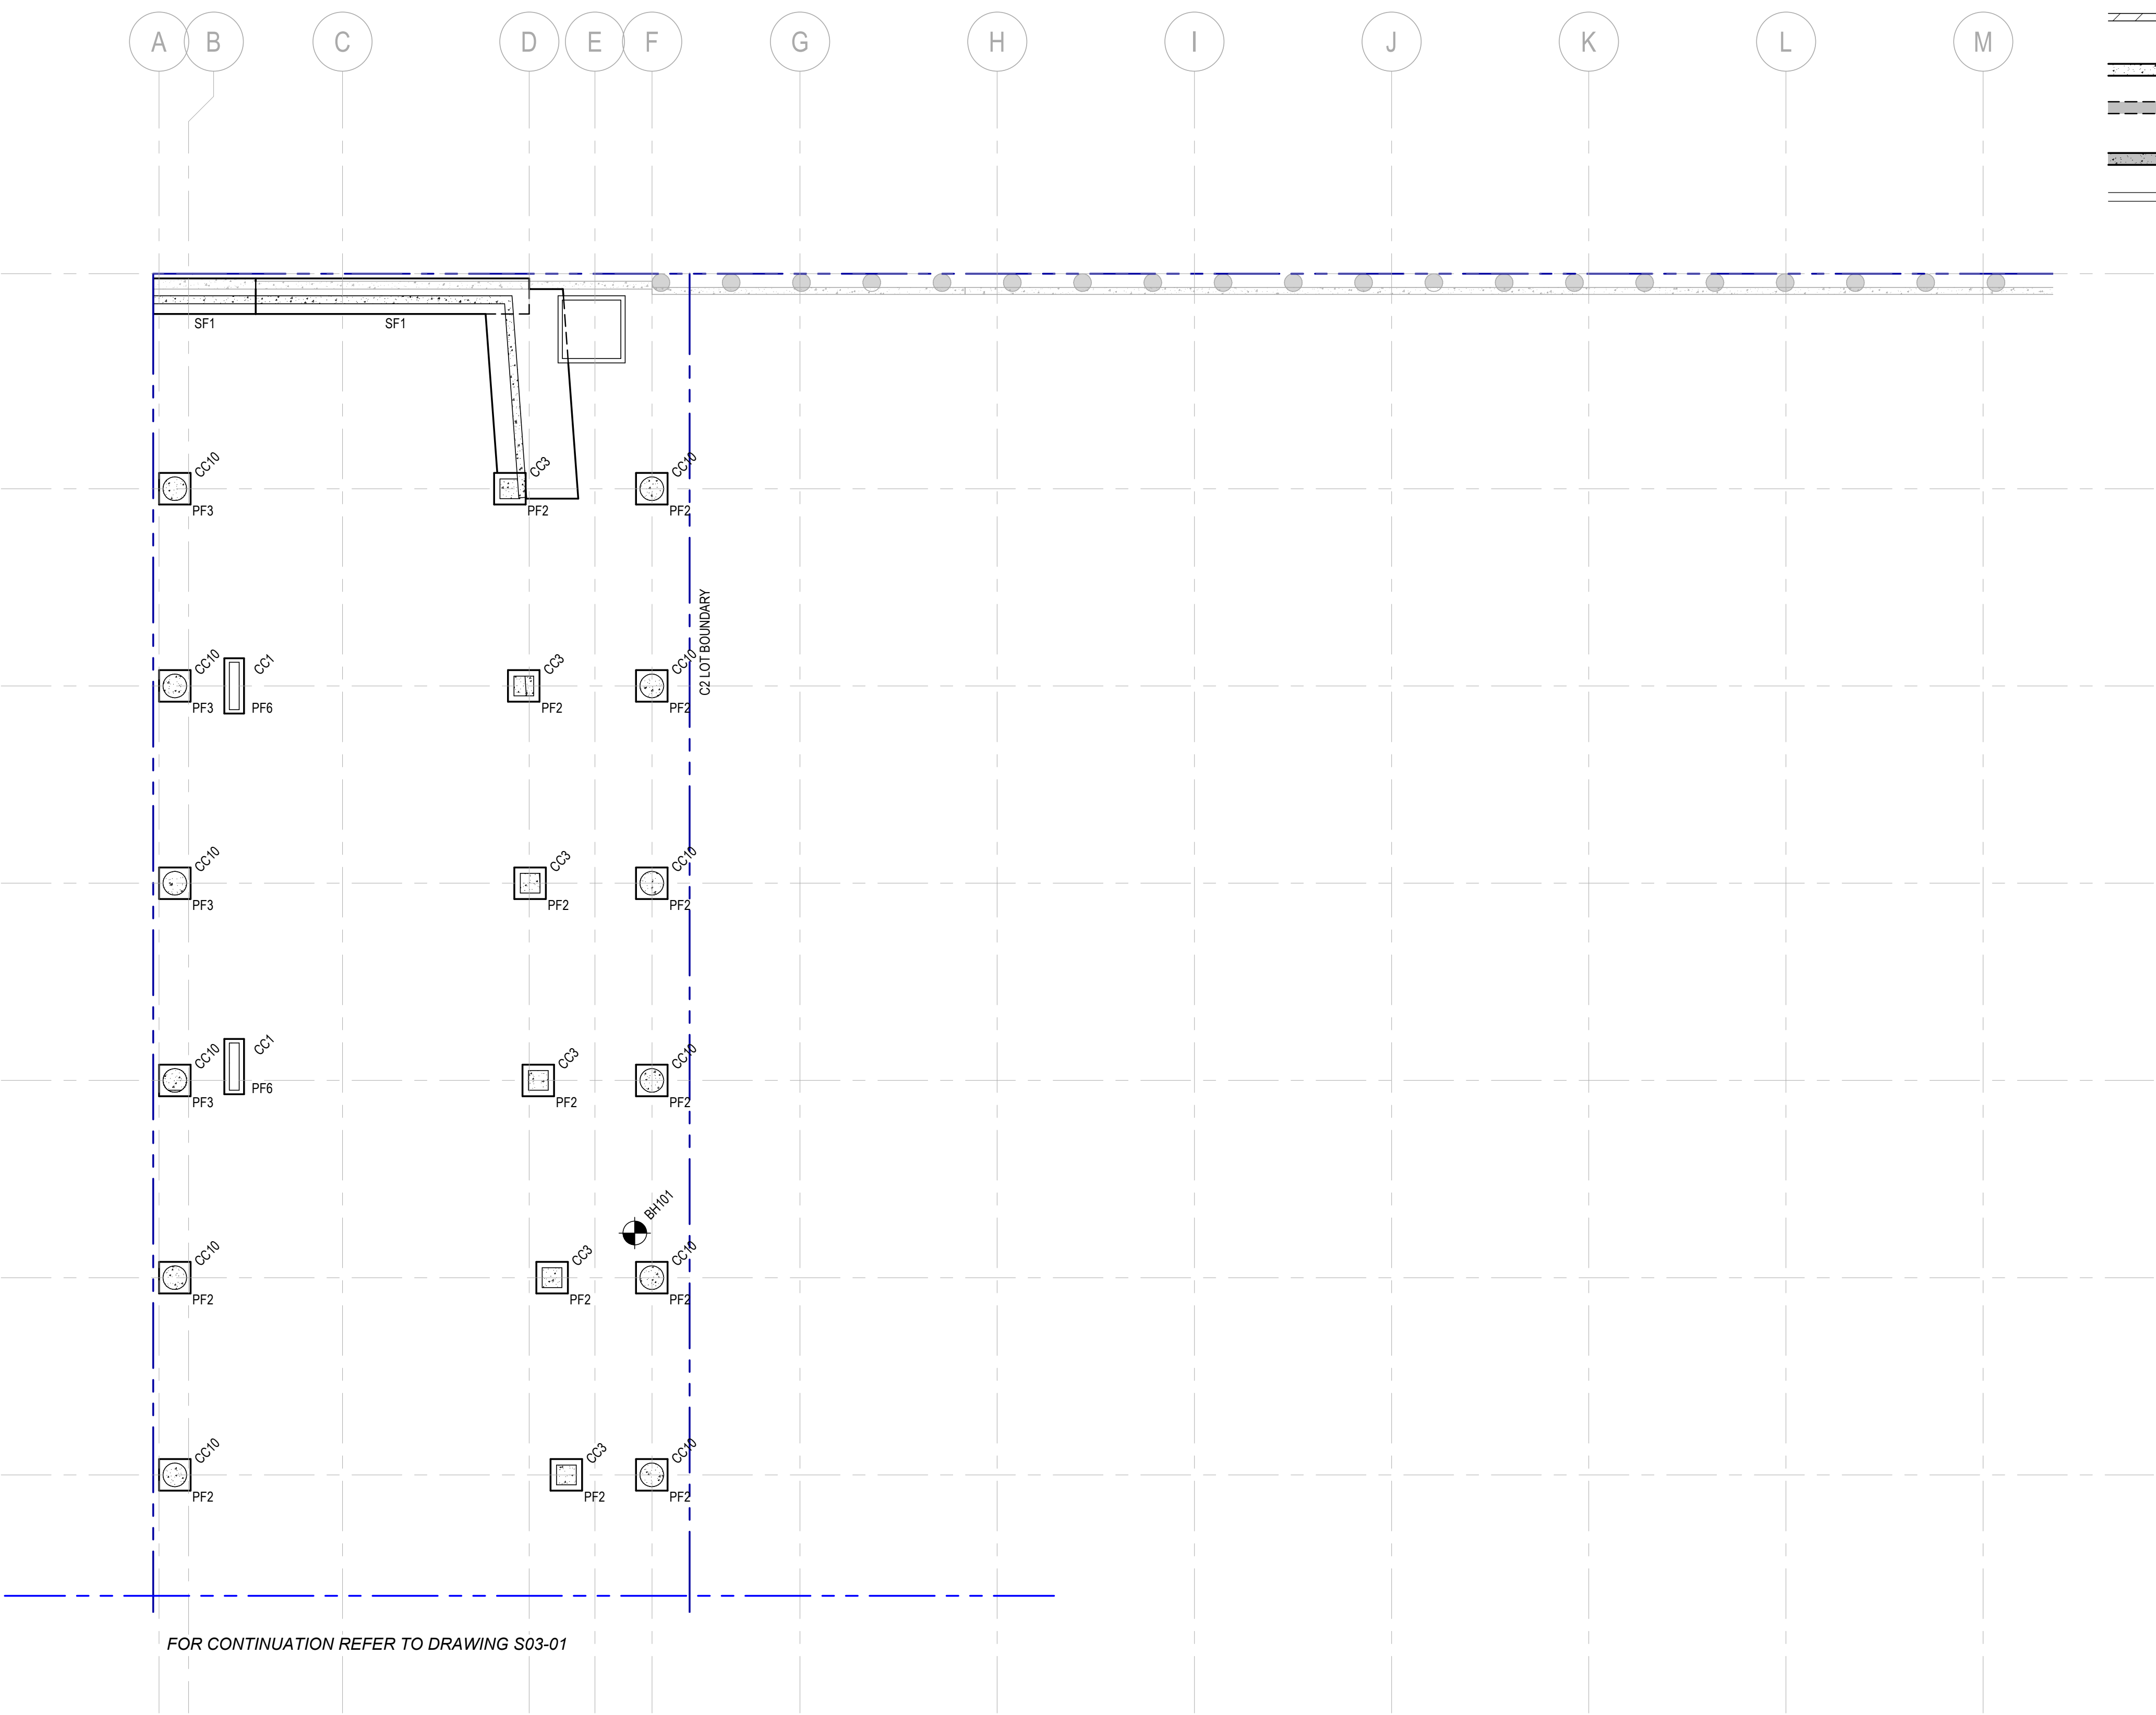 A B C D E F G H I J K L M
SF1 SF1
CC10 CC3 CC10
PF3 PF2 PF2
C2 LOT BOUNDARY
CC10 CC1 CC3 CC10
PF3 PF6 PF2 PF2
CC10 CC3 CC10
PF3 PF2 PF2
CC10 CC1 CC3 CC10
PF3 PF6 PF2 PF2
BH101
CC10 CC3 CC10
PF2 PF2 PF2
CC10 CC3 CC10
PF2 PF2 PF2
FOR CONTINUATION REFER TO DRAWING S03-01